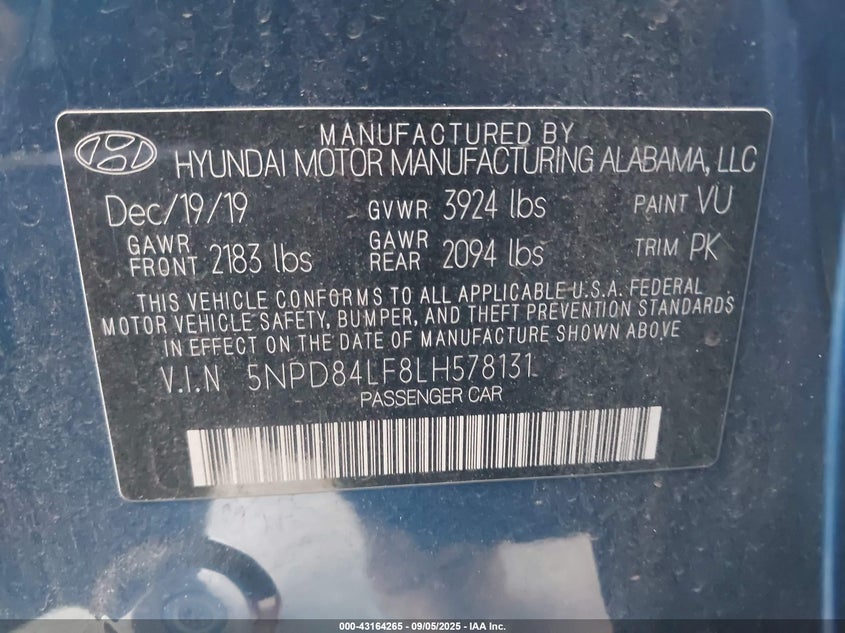 MANUFACTURED BY
HYUNDAI MOTOR MANUFACTURING ALABAMA, LLC
Dec/19/19 GVWR 3924 lbs PAINT VU
GAWR FRONT 2183 lbs GAWR REAR 2094 lbs TRIM PK
THIS VEHICLE CONFORMS TO ALL APPLICABLE U.S.A. FEDERAL
MOTOR VEHICLE SAFETY, BUMPER, AND THEFT PREVENTION STANDARDS
IN EFFECT ON THE DATE OF MANUFACTURE SHOWN ABOVE
V.I.N 5NPD84LF8LH578131
PASSENGER CAR
000-43164265 - 09/05/2025 - IAA Inc.